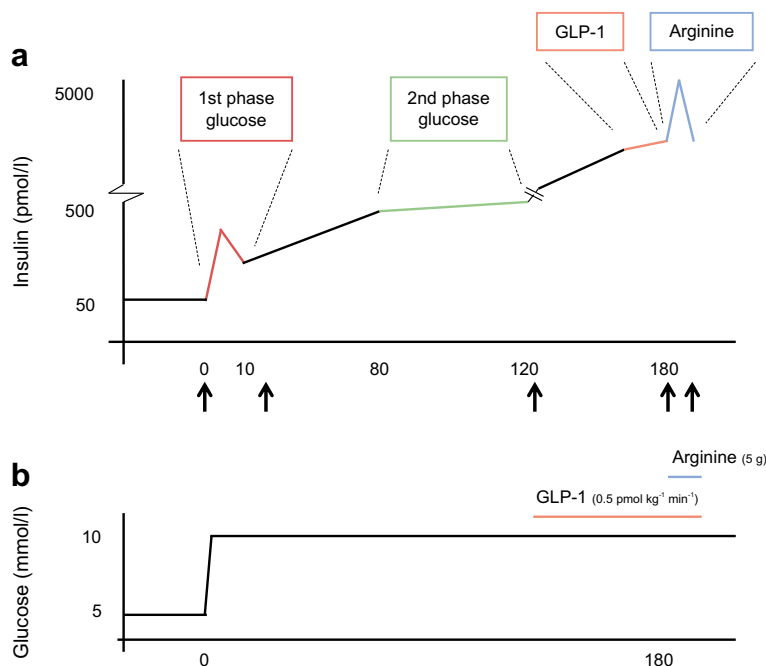 a
GLP-1
Arginine
1st phase
glucose
2nd phase
glucose
Insulin (pmol/l)
5000
500
50
0 10 80 120 180
b
Arginine (5 g)
GLP-1 (0.5 pmol kg⁻¹ min⁻¹)
Glucose (mmol/l)
10
5
0 180